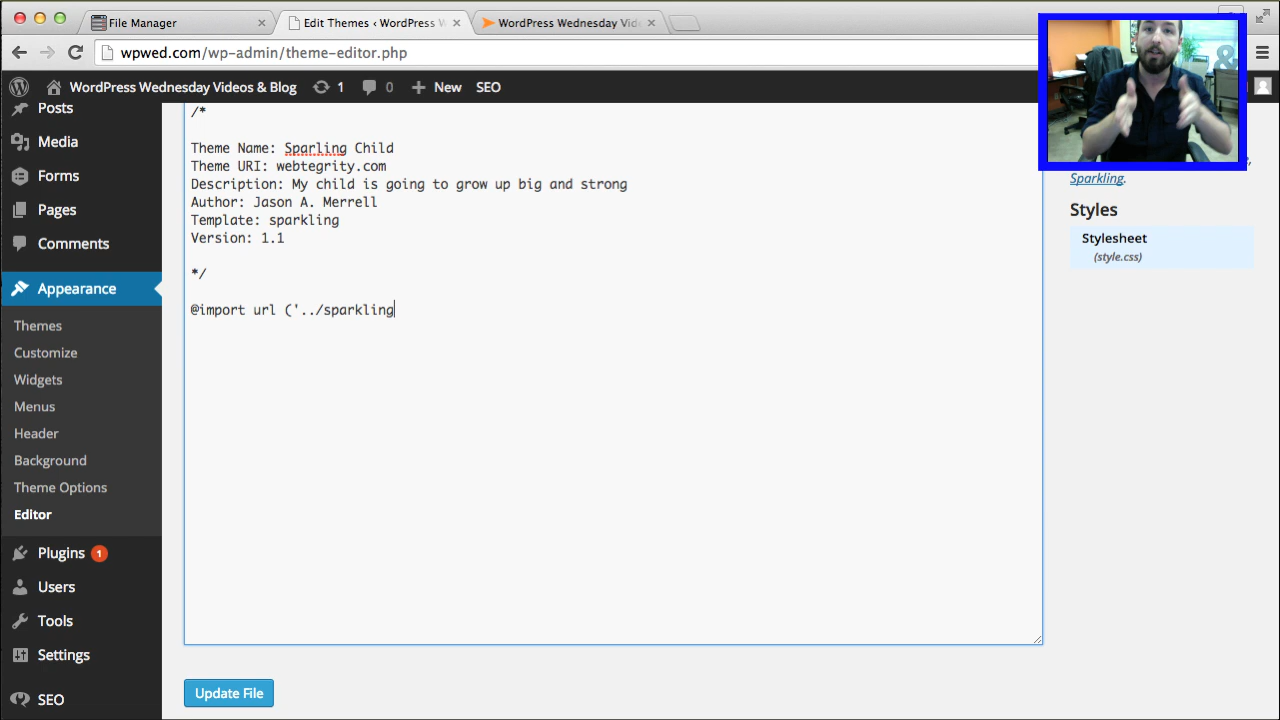 File Manager
Edit Themes ‹ WordPress W
WordPress Wednesday Vid
wpwed.com/wp-admin/theme-editor.php
WordPress Wednesday Videos & Blog
1
0
New
SEO
Posts
Media
Forms
Pages
Comments
Appearance
Themes
Customize
Widgets
Menus
Header
Background
Theme Options
Editor
Plugins 1
Users
Tools
Settings
SEO
/*
Theme Name: Sparling Child
Theme URI: webtegrity.com
Description: My child is going to grow up big and strong
Author: Jason A. Merrell
Template: sparkling
Version: 1.1
*/
@import url ('../sparkling
Update File
&
Sparkling.
Styles
Stylesheet
(style.css)